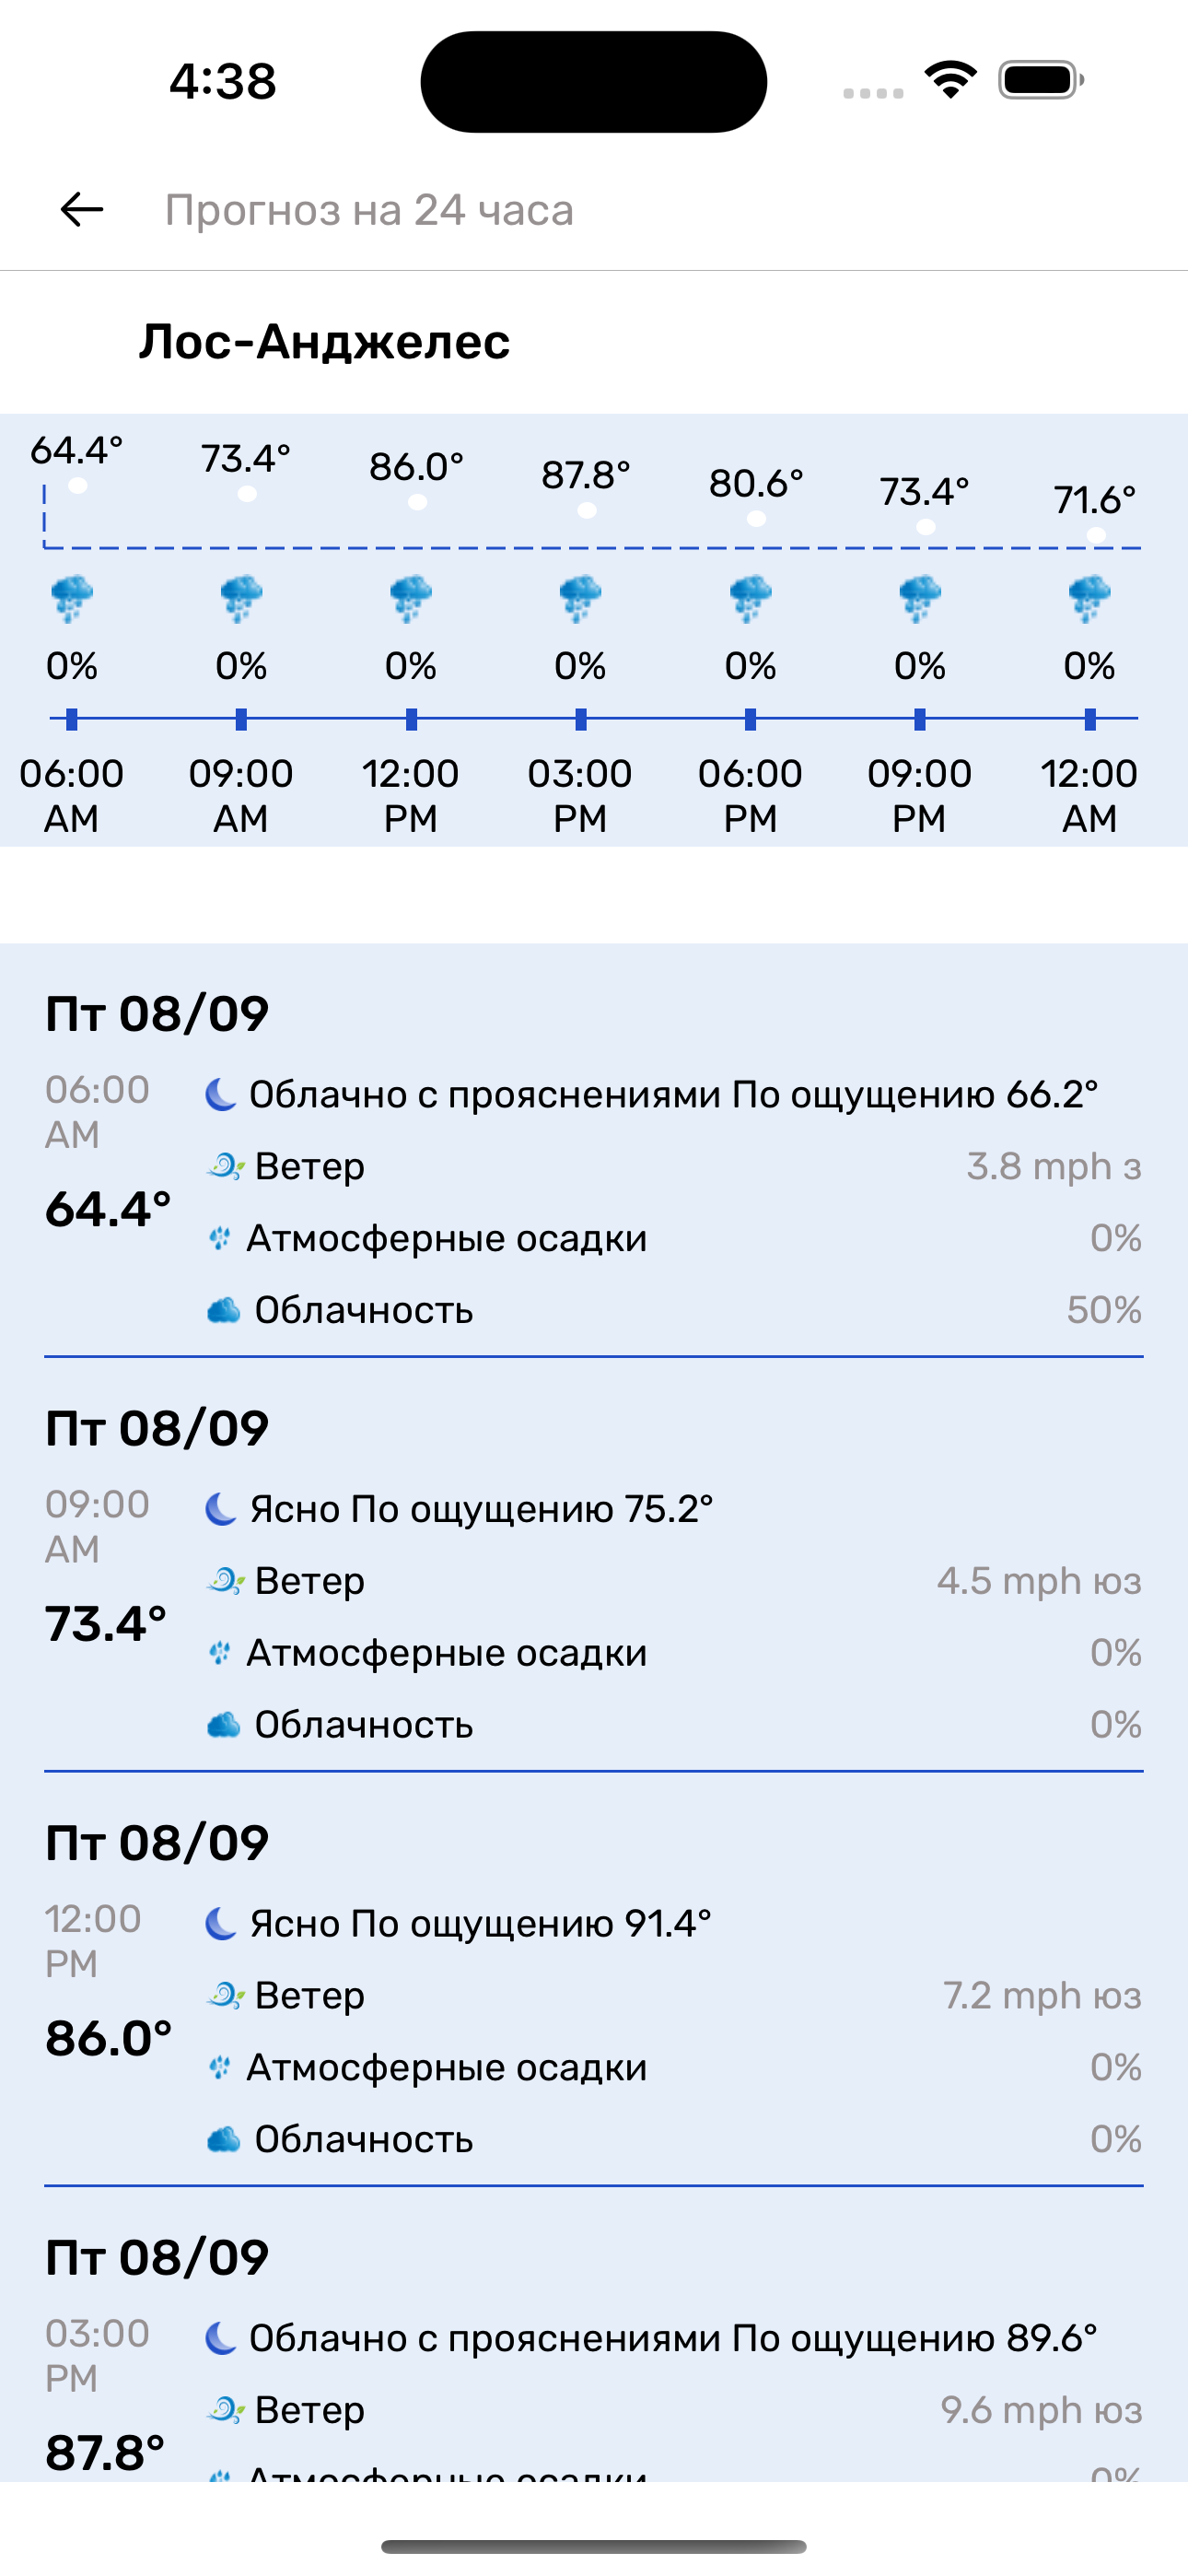 4:38
Прогноз на 24 часа
Лос-Анджелес
64.4° 73.4° 86.0° 87.8° 80.6° 73.4° 71.6°
0% 0% 0% 0% 0% 0% 0%
06:00 09:00 12:00 03:00 06:00 09:00 12:00
AM AM PM PM PM PM AM
Пт 08/09
06:00
AM
64.4°
Облачно с прояснениями По ощущению 66.2°
Ветер 3.8 mph з
Атмосферные осадки 0%
Облачность 50%
Пт 08/09
09:00
AM
73.4°
Ясно По ощущению 75.2°
Ветер 4.5 mph юз
Атмосферные осадки 0%
Облачность 0%
Пт 08/09
12:00
PM
86.0°
Ясно По ощущению 91.4°
Ветер 7.2 mph юз
Атмосферные осадки 0%
Облачность 0%
Пт 08/09
03:00
PM
87.8°
Облачно с прояснениями По ощущению 89.6°
Ветер 9.6 mph юз
Атмосферные осадки 0%